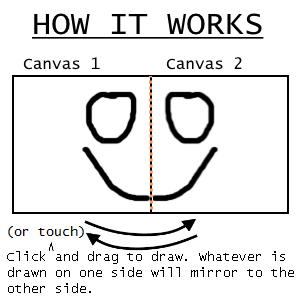 HOW IT WORKS
Canvas 1 Canvas 2
(or touch)
Click ^ and drag to draw. Whatever is
drawn on one side will mirror to the
other side.